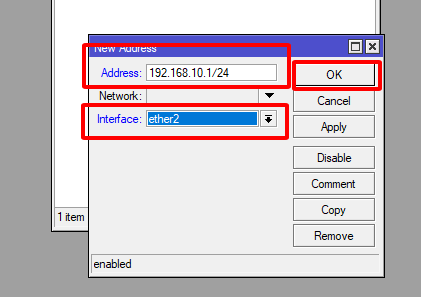 New Address
Address: 192.168.10.1/24
OK
Network:
Cancel
Interface: ether2
Apply
Disable
Comment
Copy
Remove
1 item
enabled